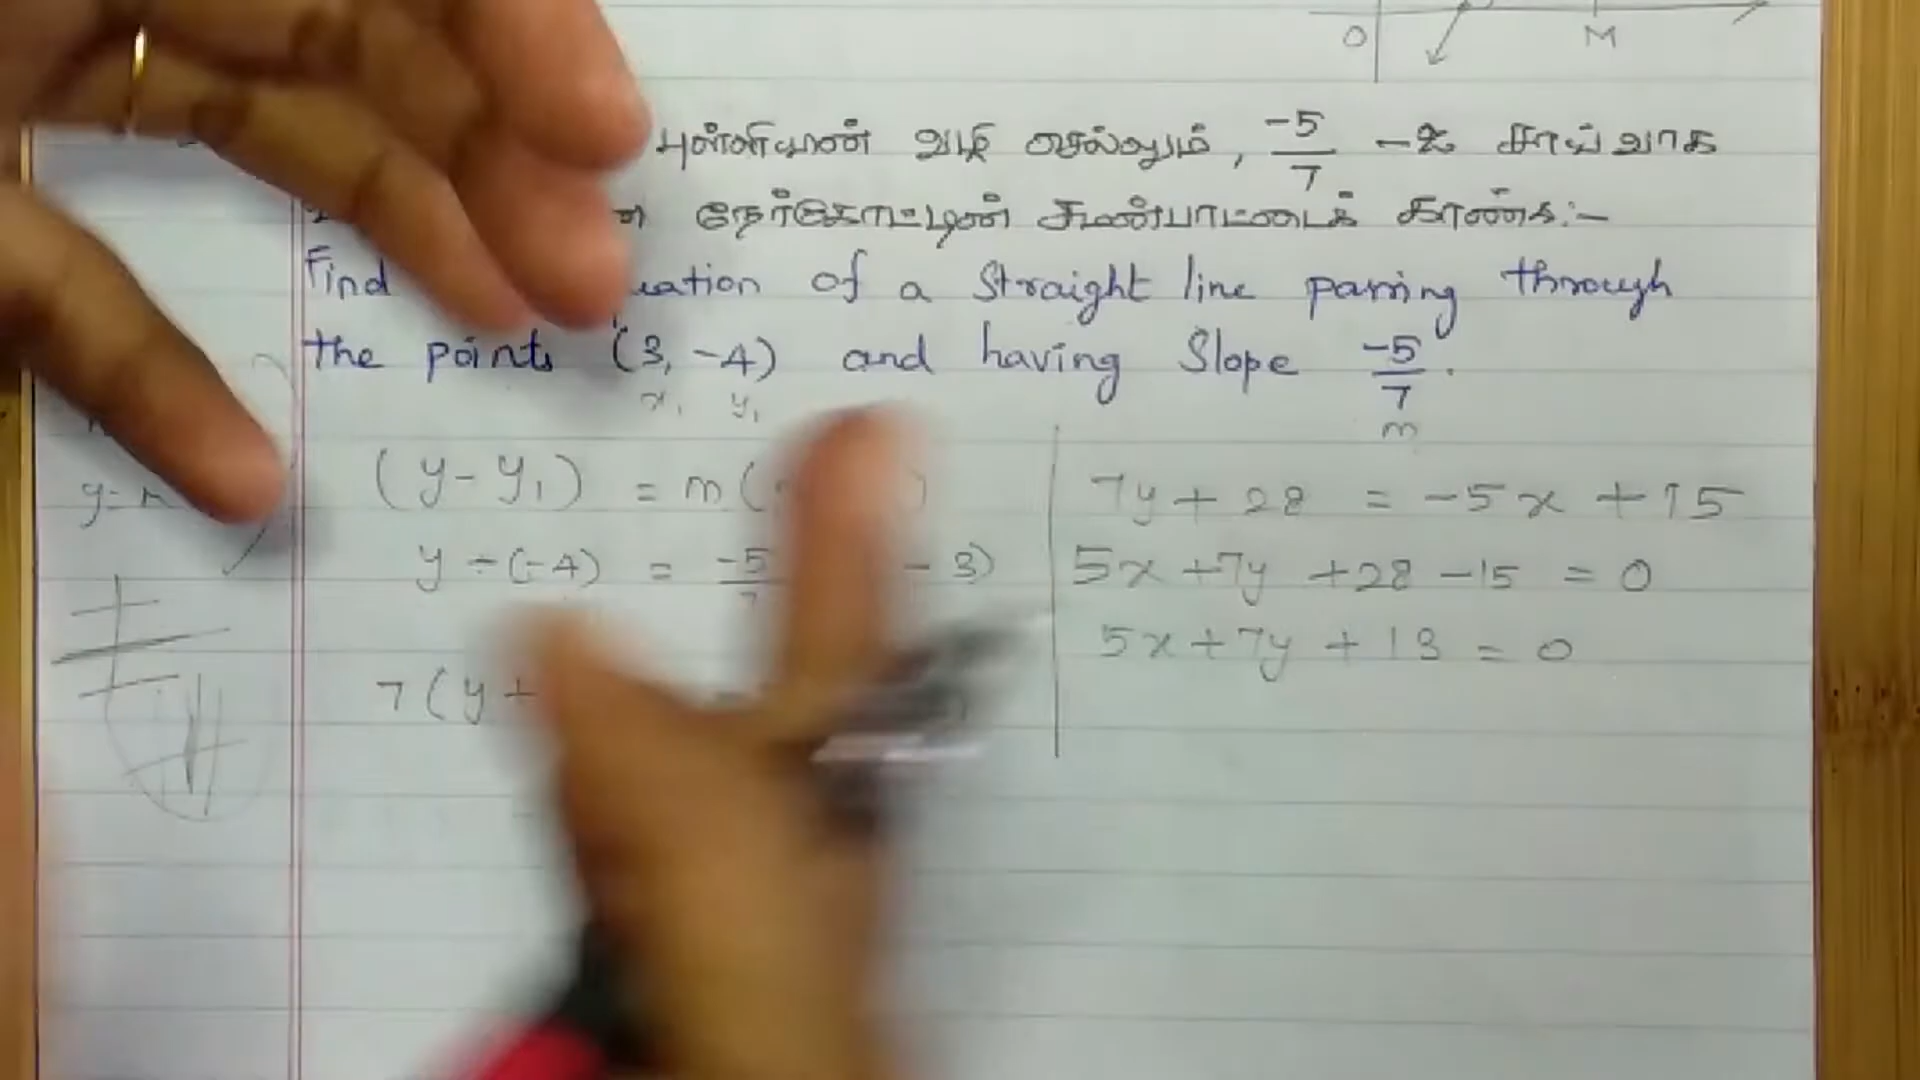 O M
புள்ளியின் வழி செல்லும், -5/7 -ஐ சாய்வாக
நேர்கோட்டின் சமன்பாட்டைக் காண்க:-
Find of a Straight line passing through
the points (3, -4) and having Slope -5/7.
x₁ y₁ m
(y - y₁) = m(
y - (-4) = -5 - 3)
7(y +
7y + 28 = -5x + 15
5x + 7y + 28 - 15 = 0
5x + 7y + 13 = 0